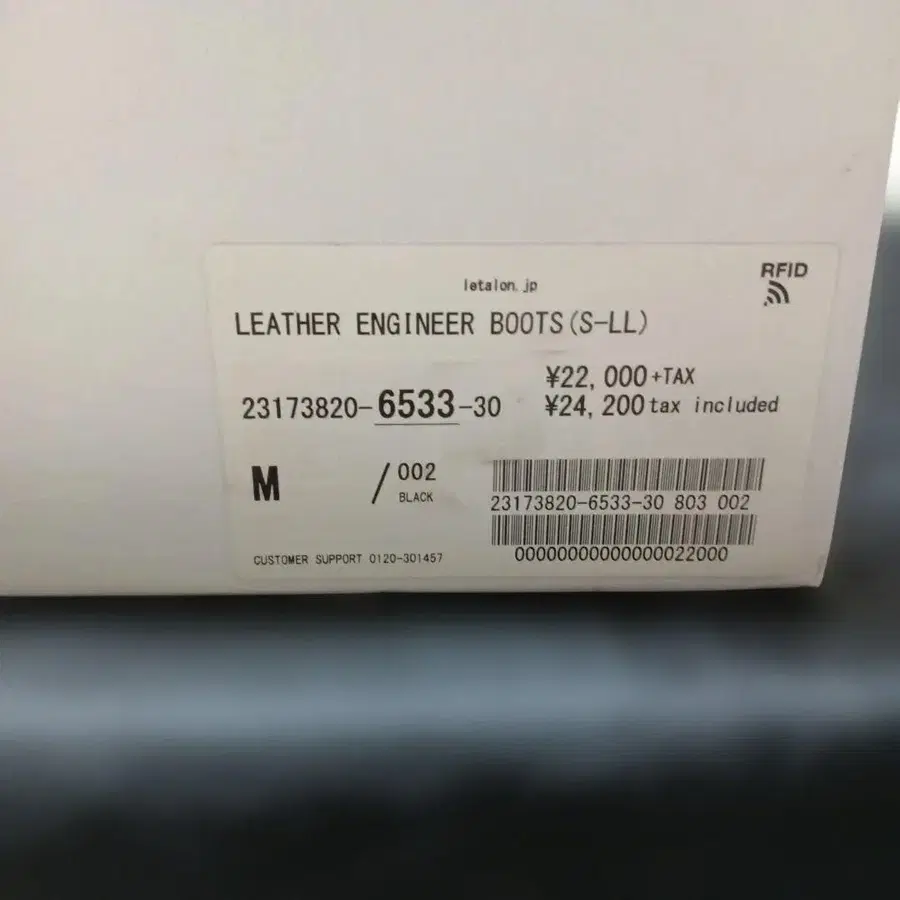 RFID
letalon.jp
LEATHER ENGINEER BOOTS(S-LL)
¥22,000+TAX
23173820-6533-30 ¥24,200 tax included
M / 002
BLACK
23173820-6533-30 803 002
CUSTOMER SUPPORT 0120-301457
00000000000000022000